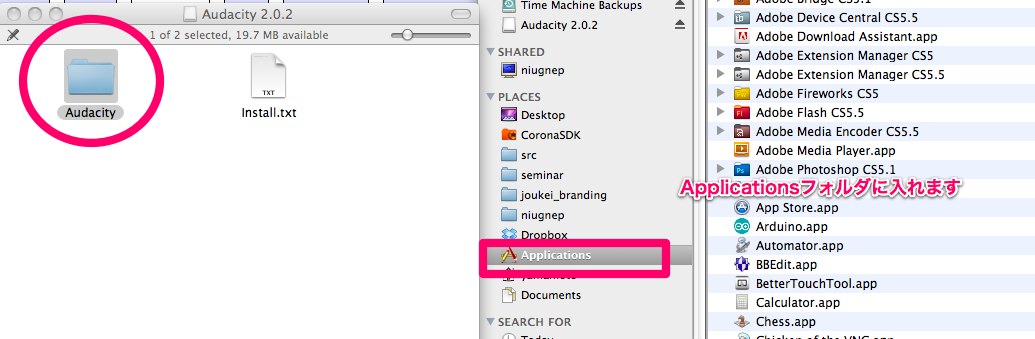 Audacity 2.0.2
1 of 2 selected, 19.7 MB available
Audacity
Install.txt
Time Machine Backups
Audacity 2.0.2
SHARED
niugnep
PLACES
Desktop
CoronaSDK
src
seminar
joukei_branding
niugnep
Dropbox
Applications
Documents
SEARCH FOR
Today
Adobe Bridge CS5.1
Adobe Device Central CS5.5
Adobe Download Assistant.app
Adobe Extension Manager CS5
Adobe Extension Manager CS5.5
Adobe Fireworks CS5
Adobe Flash CS5.5
Adobe Media Encoder CS5.5
Adobe Media Player.app
Adobe Photoshop CS5.1
Applicationsフォルダに入れます
App Store.app
Arduino.app
Automator.app
BBEdit.app
BetterTouchTool.app
Calculator.app
Chess.app
Chicken of the VNC.app